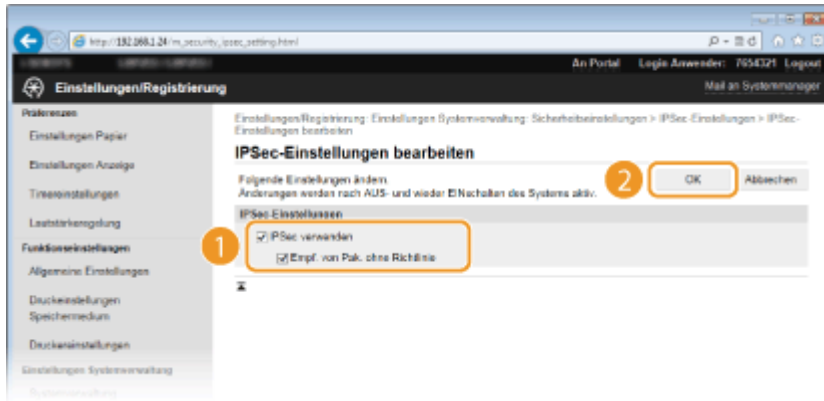 http://192.168.1.24/m_security_ipsec_setting.html
An Portal Login Anwender: 7654321 Logout
Einstellungen/Registrierung
Mail an Systemmanager
Präferenzen
Einstellungen Papier
Einstellungen Anzeige
Timereinstellungen
Lautstärkeregelung
Funktionseinstellungen
Allgemeine Einstellungen
Druckeinstellungen
Speichermedium
Druckereinstellungen
Einstellungen Systemverwaltung
Systemverwaltung
Einstellungen/Registrierung: Einstellungen Systemverwaltung: Sicherheitseinstellungen > IPSec-Einstellungen > IPSec-
Einstellungen bearbeiten
IPSec-Einstellungen bearbeiten
Folgende Einstellungen ändern.
Änderungen werden nach AUS- und wieder EINschalten des Systems aktiv.
2
OK
Abbrechen
IPSec-Einstellungen
1
IPSec verwenden
Empf. von Pak. ohne Richtlinie